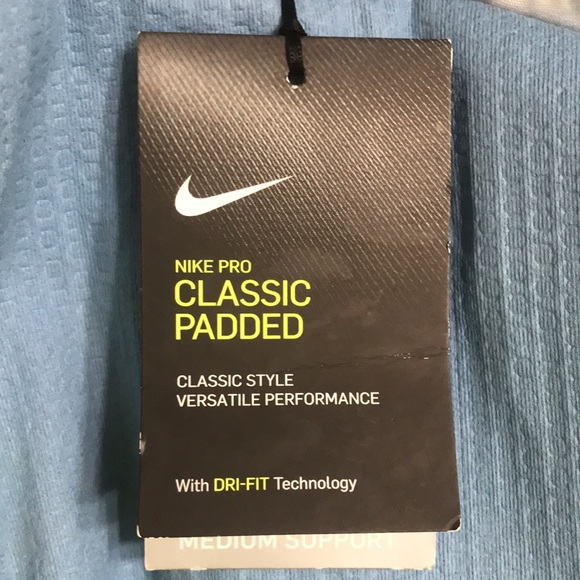 NIKE PRO
CLASSIC
PADDED
CLASSIC STYLE
VERSATILE PERFORMANCE
With DRI-FIT Technology
MEDIUM SUPPORT